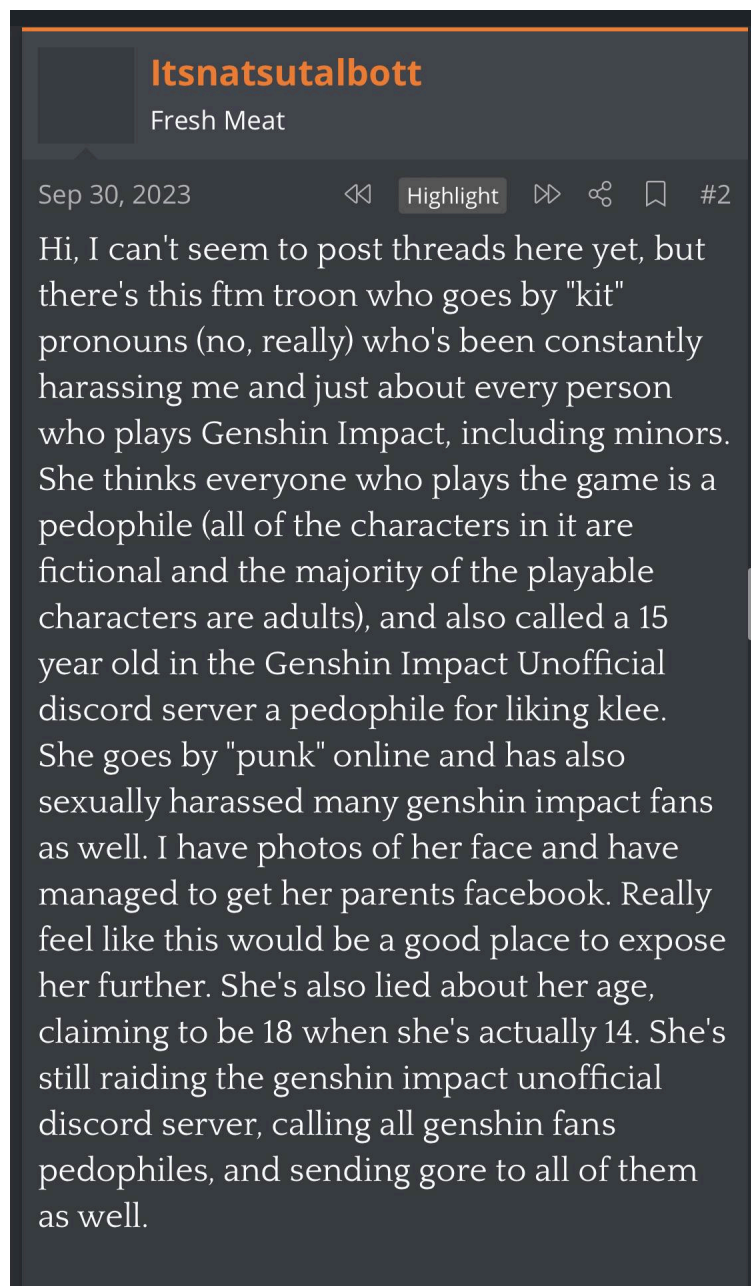 Itsnatsutalbott
Fresh Meat
Sep 30, 2023 Highlight #2
Hi, I can't seem to post threads here yet, but
there's this ftm troon who goes by "kit"
pronouns (no, really) who's been constantly
harassing me and just about every person
who plays Genshin Impact, including minors.
She thinks everyone who plays the game is a
pedophile (all of the characters in it are
fictional and the majority of the playable
characters are adults), and also called a 15
year old in the Genshin Impact Unofficial
discord server a pedophile for liking klee.
She goes by "punk" online and has also
sexually harassed many genshin impact fans
as well. I have photos of her face and have
managed to get her parents facebook. Really
feel like this would be a good place to expose
her further. She's also lied about her age,
claiming to be 18 when she's actually 14. She's
still raiding the genshin impact unofficial
discord server, calling all genshin fans
pedophiles, and sending gore to all of them
as well.